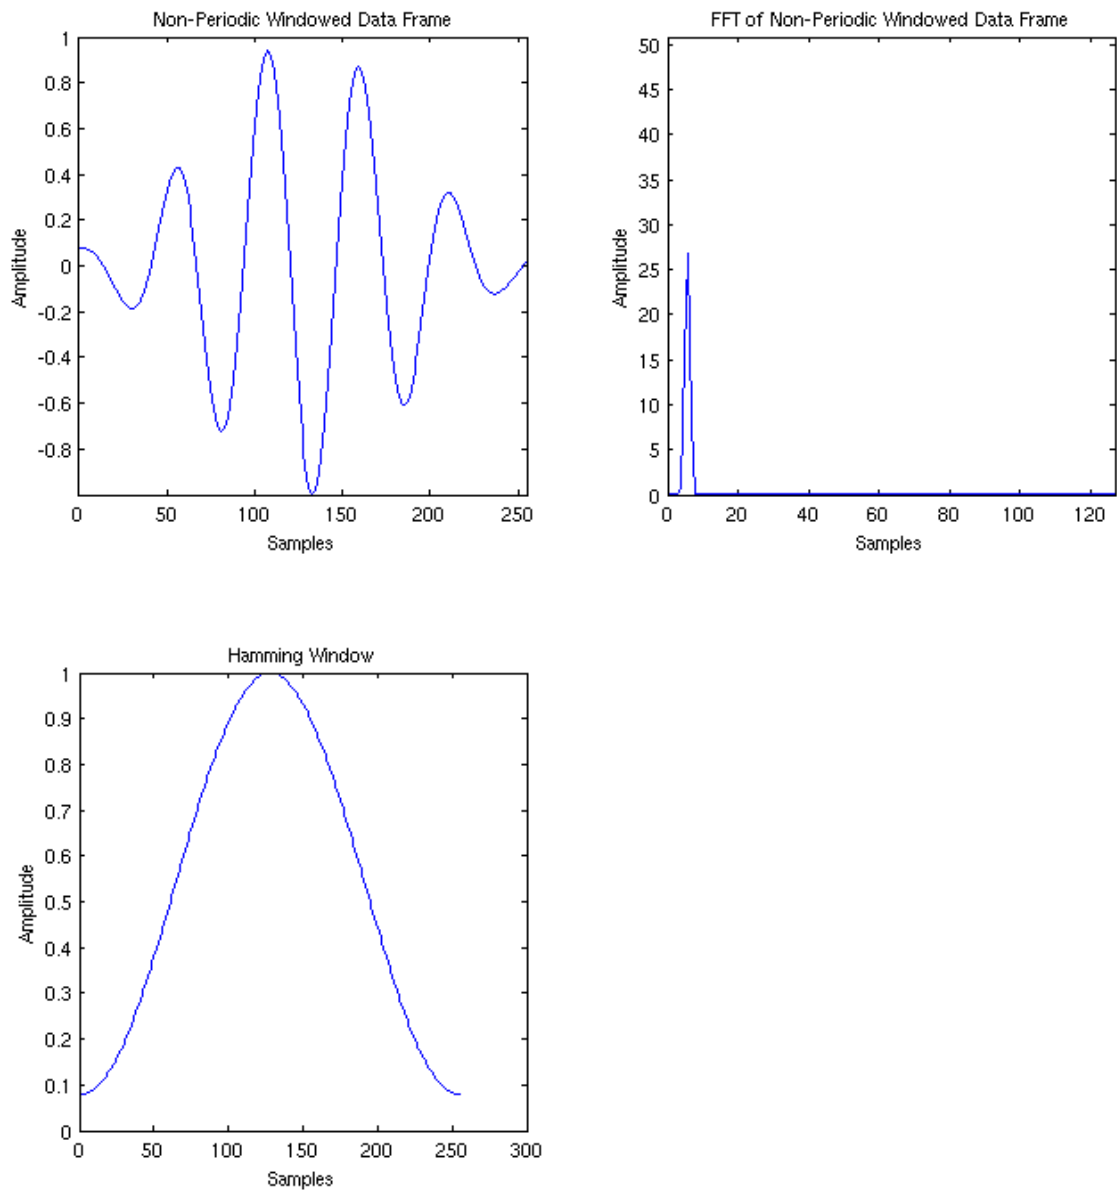 Non-Periodic Windowed Data Frame
1
0.8
0.6
0.4
0.2
0
-0.2
-0.4
-0.6
-0.8
Amplitude
0 50 100 150 200 250
Samples
FFT of Non-Periodic Windowed Data Frame
50
45
40
35
30
25
20
15
10
5
0
Amplitude
0 20 40 60 80 100 120
Samples
Hamming Window
1
0.9
0.8
0.7
0.6
0.5
0.4
0.3
0.2
0.1
0
Amplitude
0 50 100 150 200 250 300
Samples